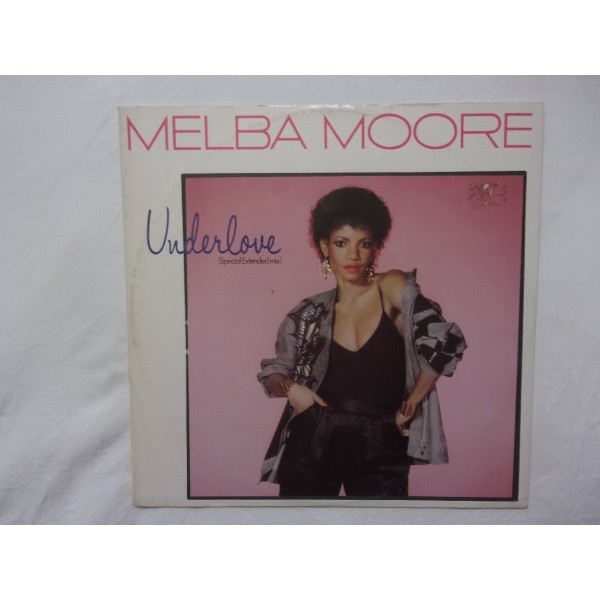 MELBA MOORE
Underlove
(Special Extended mix)